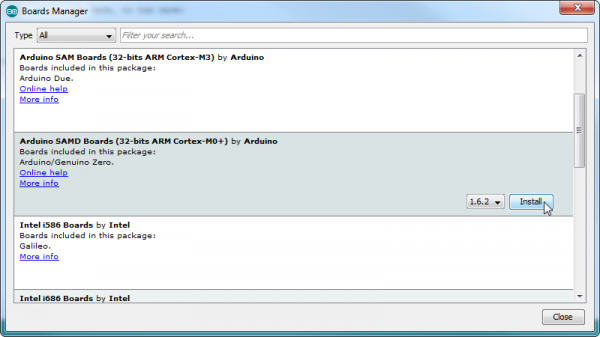 Boards Manager
Type All Filter your search...
Arduino SAM Boards (32-bits ARM Cortex-M3) by Arduino
Boards included in this package:
Arduino Due.
Online help
More info
Arduino SAMD Boards (32-bits ARM Cortex-M0+) by Arduino
Boards included in this package:
Arduino/Genuino Zero.
Online help
More info
1.6.2 Install
Intel i586 Boards by Intel
Boards included in this package:
Galileo.
More info
Intel i686 Boards by Intel
Close